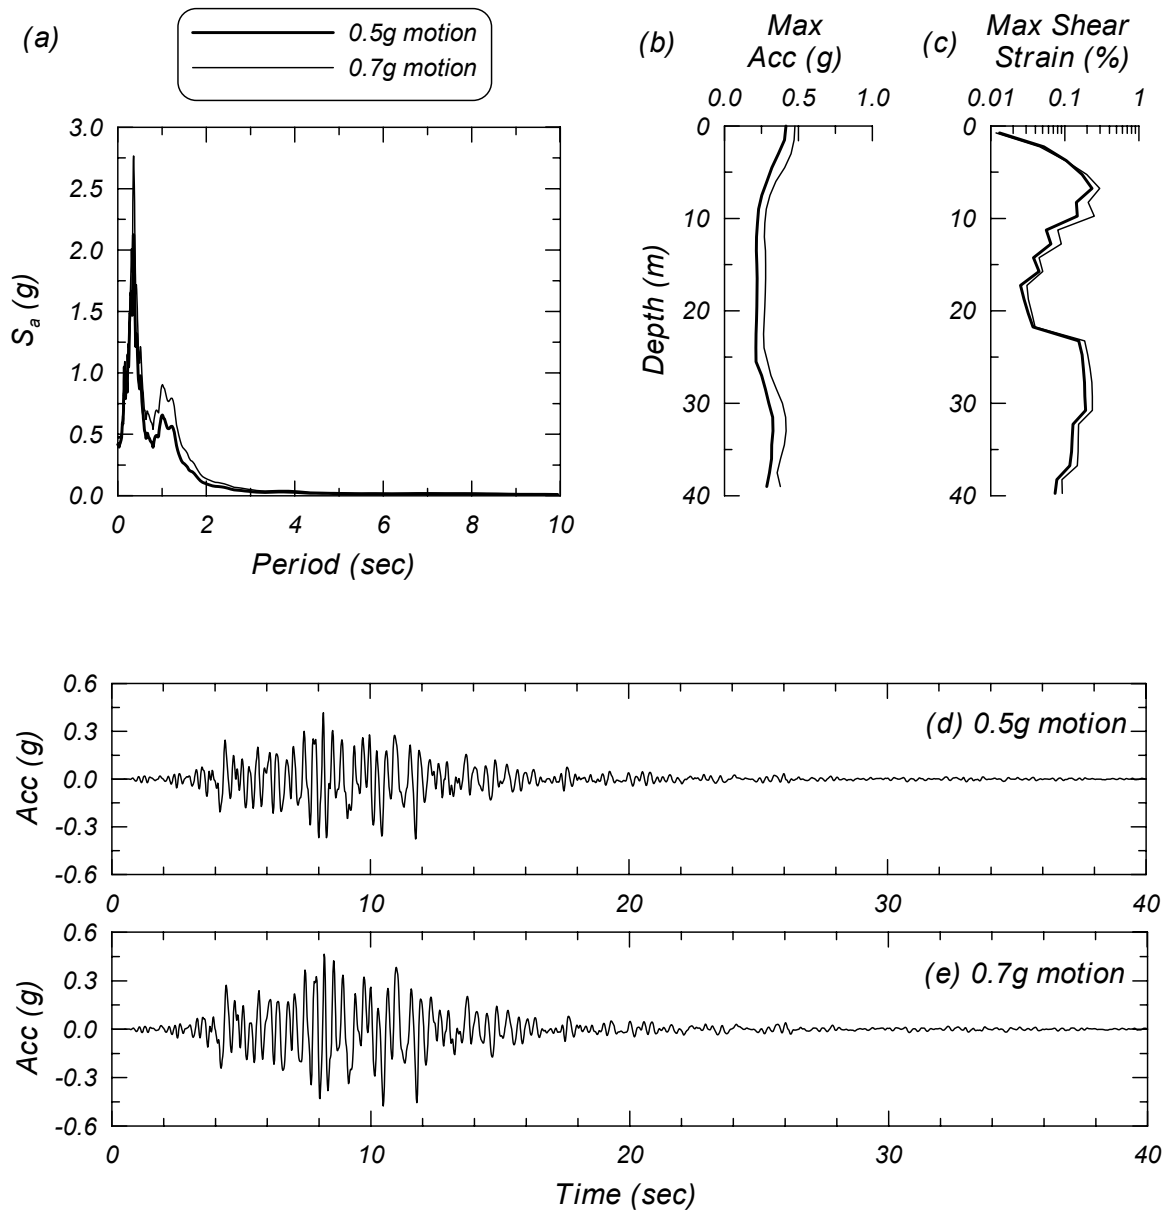 (a)
0.5g motion
0.7g motion
(b)
Max
Acc (g)
(c)
Max Shear
Strain (%)
0.0 0.5 1.0
0.01 0.1 1
3.0
2.5
2.0
1.5
1.0
0.5
0.0
Sa (g)
0 2 4 6 8 10
Period (sec)
0
10
20
30
40
Depth (m)
0
10
20
30
40
0.6
0.3
0.0
-0.3
-0.6
Acc (g)
(d) 0.5g motion
0 10 20 30 40
0.6
0.3
0.0
-0.3
-0.6
Acc (g)
(e) 0.7g motion
0 10 20 30 40
Time (sec)